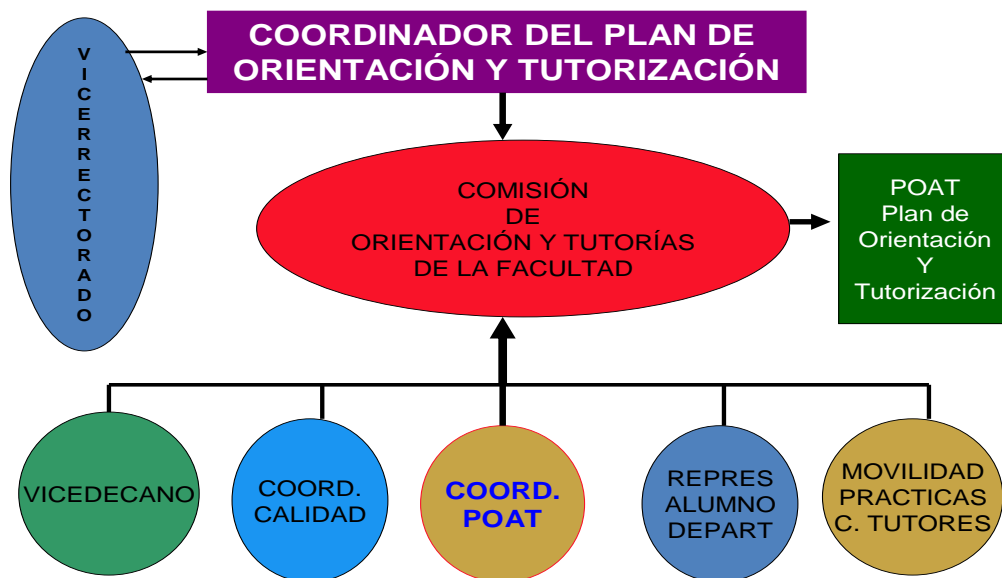 VICERRECTORADO
COORDINADOR DEL PLAN DE
ORIENTACIÓN Y TUTORIZACIÓN
COMISIÓN
DE
ORIENTACIÓN Y TUTORÍAS
DE LA FACULTAD
POAT
Plan de
Orientación
Y
Tutorización
VICEDECANO
COORD.
CALIDAD
COORD.
POAT
REPRES
ALUMNO
DEPART
MOVILIDAD
PRACTICAS
C. TUTORES